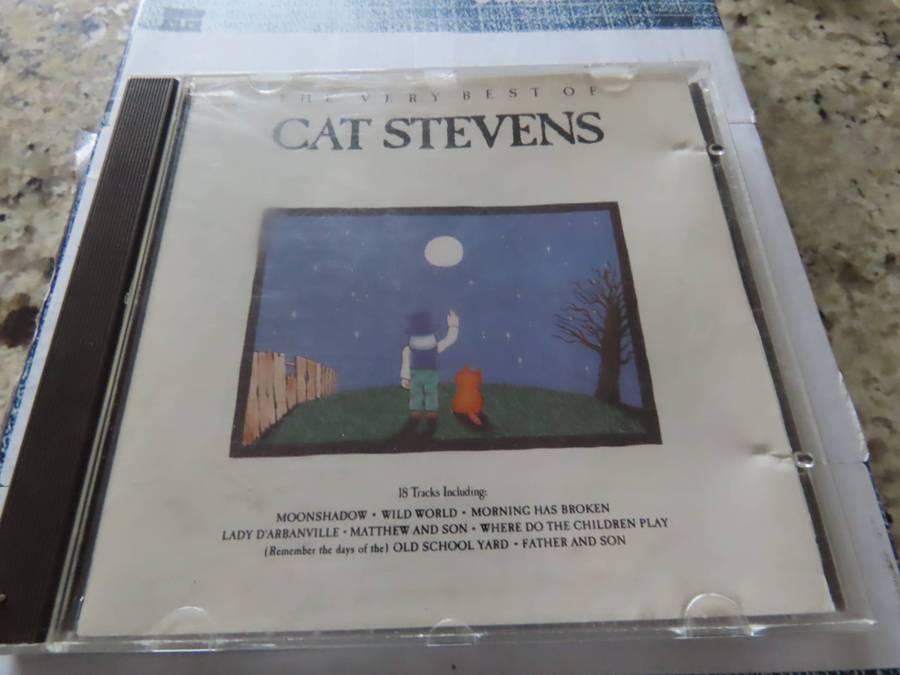 THE VERY BEST OF
CAT STEVENS
18 Tracks Including:
MOONSHADOW • WILD WORLD • MORNING HAS BROKEN
LADY D'ARBANVILLE • MATTHEW AND SON • WHERE DO THE CHILDREN PLAY
(Remember the days of the) OLD SCHOOL YARD • FATHER AND SON